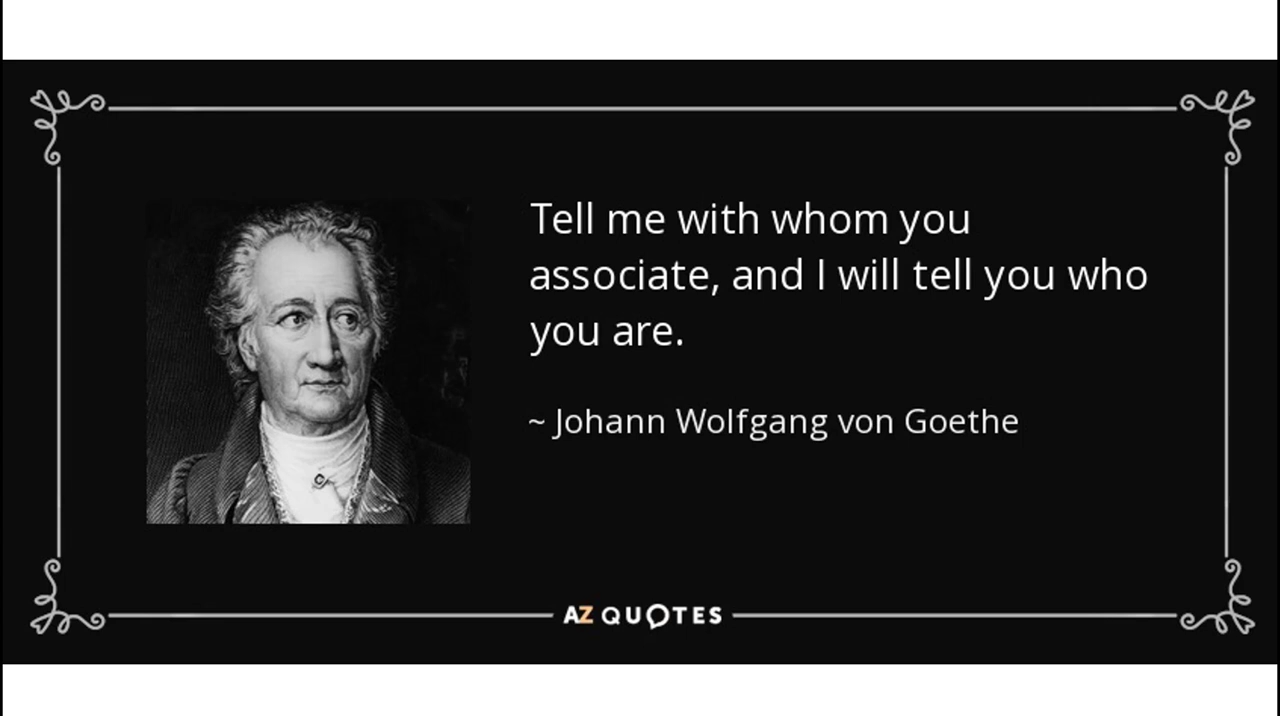 Tell me with whom you
associate, and I will tell you who
you are.
~ Johann Wolfgang von Goethe
AZ QUOTES